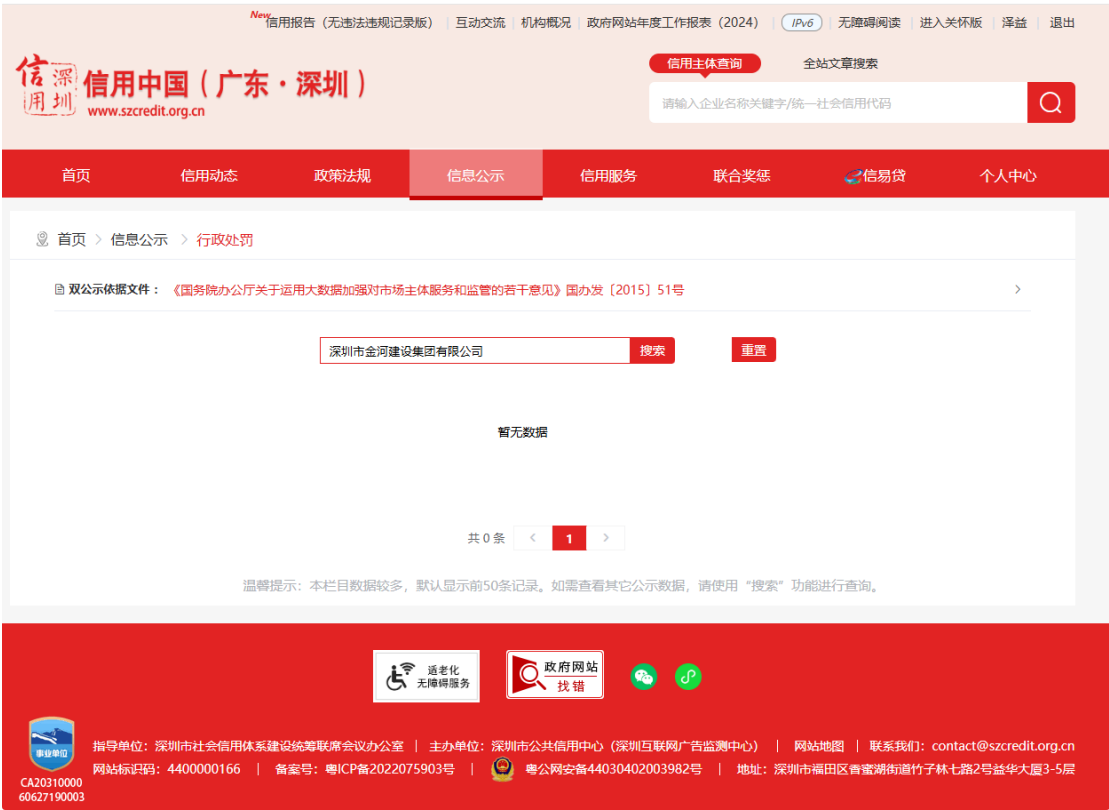 New信用报告（无违法违规记录版） 互动交流 机构概况 政府网站年度工作报表（2024） IPv6 无障碍阅读 进入关怀版 泽益 退出
信用深圳
信用中国（广东·深圳）
www.szcredit.org.cn
信用主体查询 全站文章搜索
请输入企业名称关键字/统一社会信用代码
首页 信用动态 政策法规 信息公示 信用服务 联合奖惩 信易贷 个人中心
首页 > 信息公示 > 行政处罚
双公示依据文件： 《国务院办公厅关于运用大数据加强对市场主体服务和监管的若干意见》国办发〔2015〕51号 >
深圳市金河建设集团有限公司 搜索 重置
暂无数据
共 0 条 < 1 >
温馨提示：本栏目数据较多，默认显示前50条记录。如需查看其它公示数据，请使用“搜索”功能进行查询。
适老化
无障碍服务
政府网站
找错
事业单位
CA20310000
60627190003
指导单位：深圳市社会信用体系建设统筹联席会议办公室 | 主办单位：深圳市公共信用中心（深圳互联网广告监测中心） | 网站地图 | 联系我们：contact@szcredit.org.cn
网站标识码：4400000166 | 备案号：粤ICP备2022075903号 | 粤公网安备44030402003982号 | 地址：深圳市福田区香蜜湖街道竹子林七路2号益华大厦3-5层